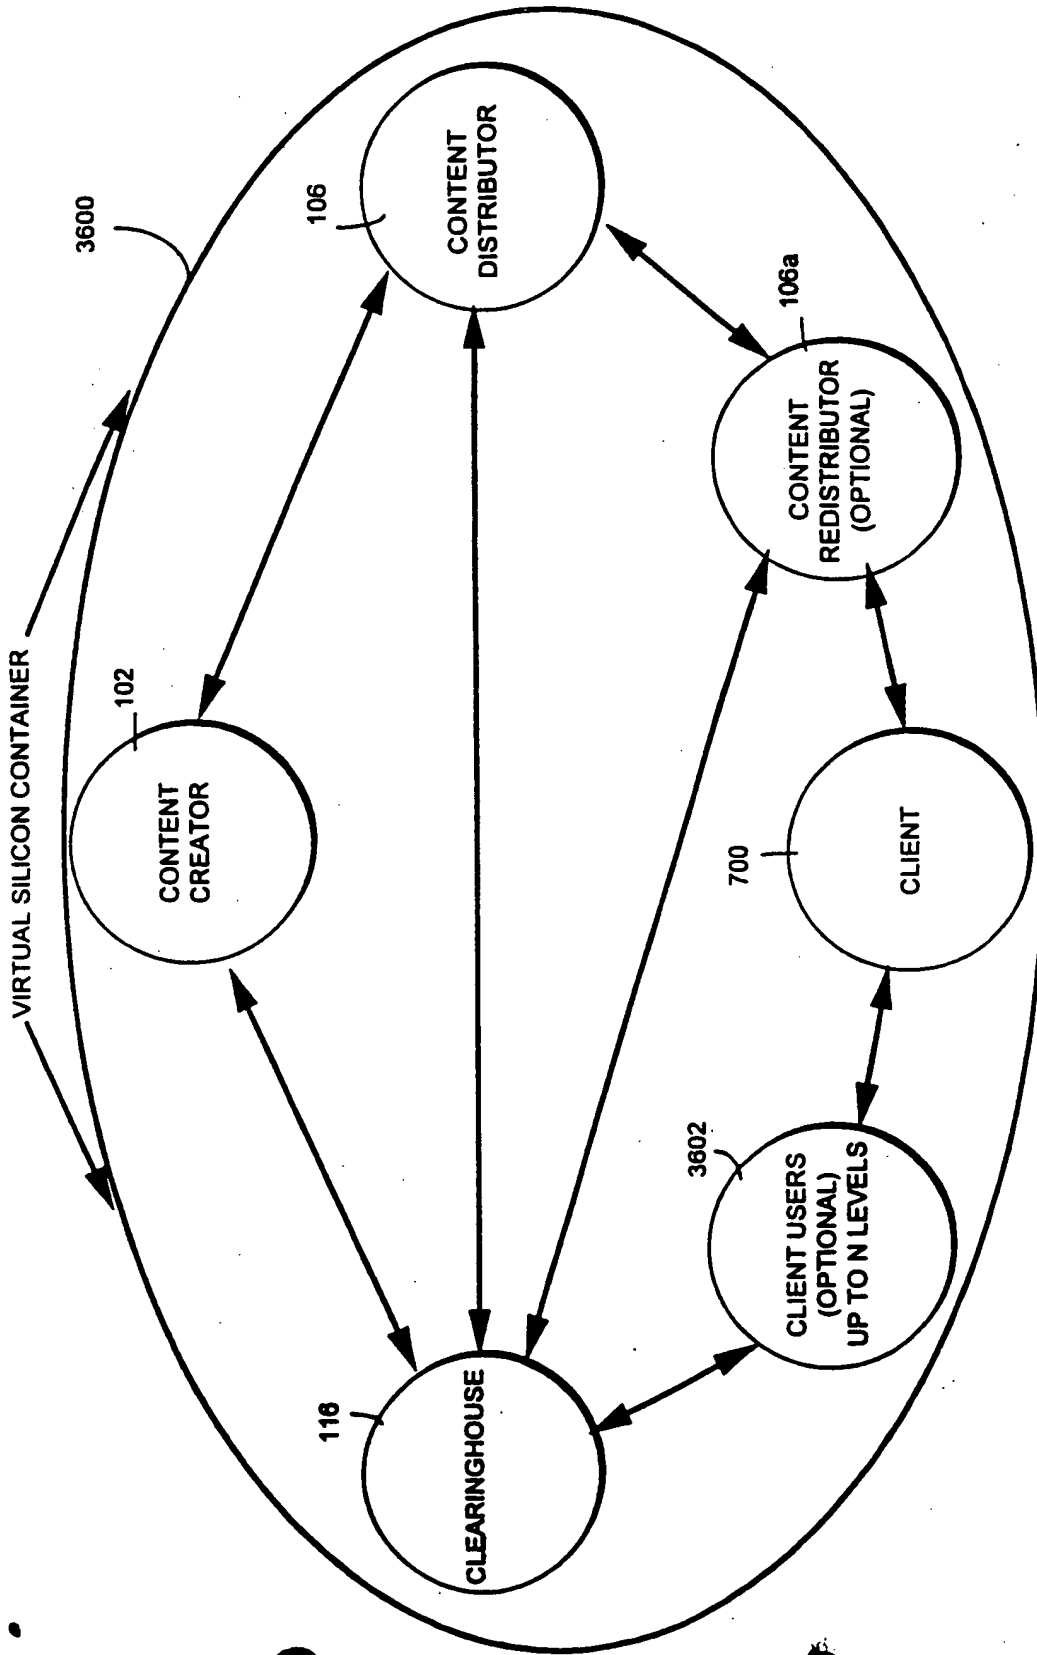 VIRTUAL SILICON CONTAINER
3600
102
CONTENT
CREATOR
106
CONTENT
DISTRIBUTOR
116
CLEARINGHOUSE
106a
CONTENT
REDISTRIBUTOR
(OPTIONAL)
3602
CLIENT USERS
(OPTIONAL)
UP TO N LEVELS
700
CLIENT